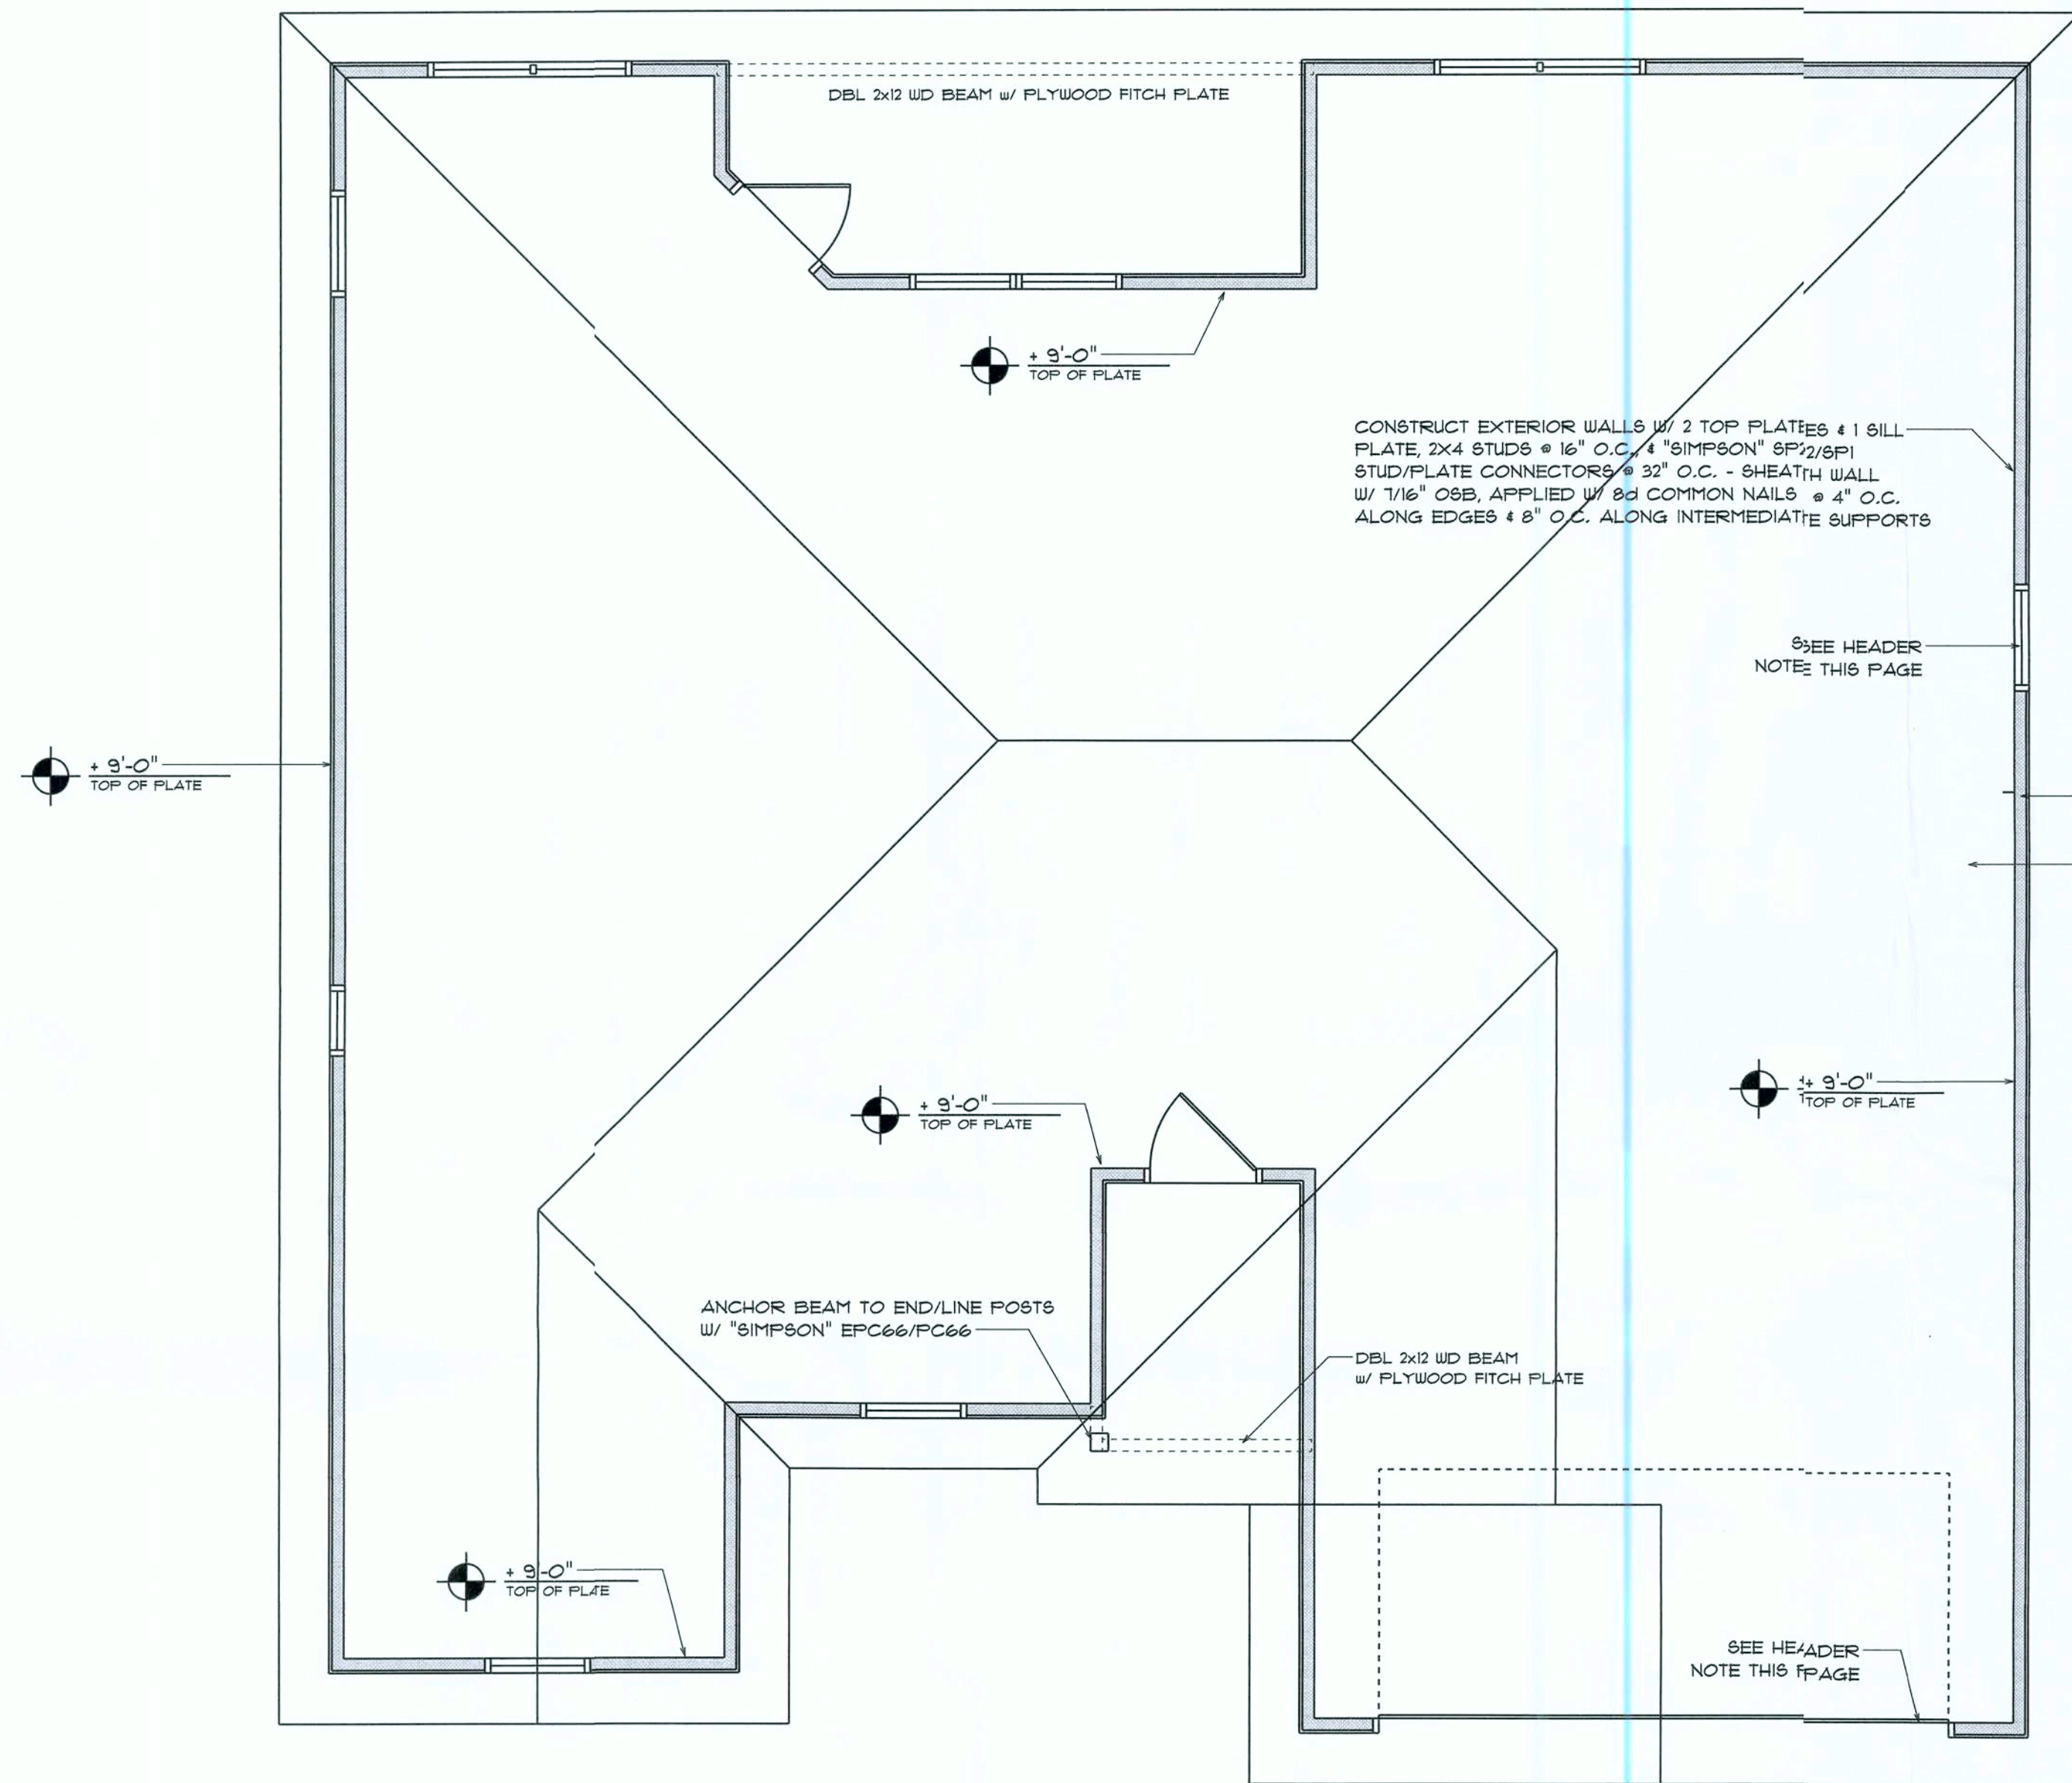 DBL 2x12 WD BEAM w/ PLYWOOD FITCH PLATE
+ 9'-0"
TOP OF PLATE
CONSTRUCT EXTERIOR WALLS W/ 2 TOP PLATES & 1 SILL
PLATE, 2X4 STUDS @ 16" O.C., & "SIMPSON" SP2/SP1
STUD/PLATE CONNECTORS @ 32" O.C. - SHEATH WALL
W/ 7/16" OSB, APPLIED W/ 8d COMMON NAILS @ 4" O.C.
ALONG EDGES & 8" O.C. ALONG INTERMEDIATE SUPPORTS
SEE HEADER
NOTE THIS PAGE
+ 9'-0"
TOP OF PLATE
+ 9'-0"
TOP OF PLATE
+ 9'-0"
TOP OF PLATE
ANCHOR BEAM TO END/LINE POSTS
W/ "SIMPSON" EPC66/PC66
DBL 2x12 WD BEAM
w/ PLYWOOD FITCH PLATE
+ 9'-0"
TOP OF PLATE
SEE HEADER
NOTE THIS PAGE